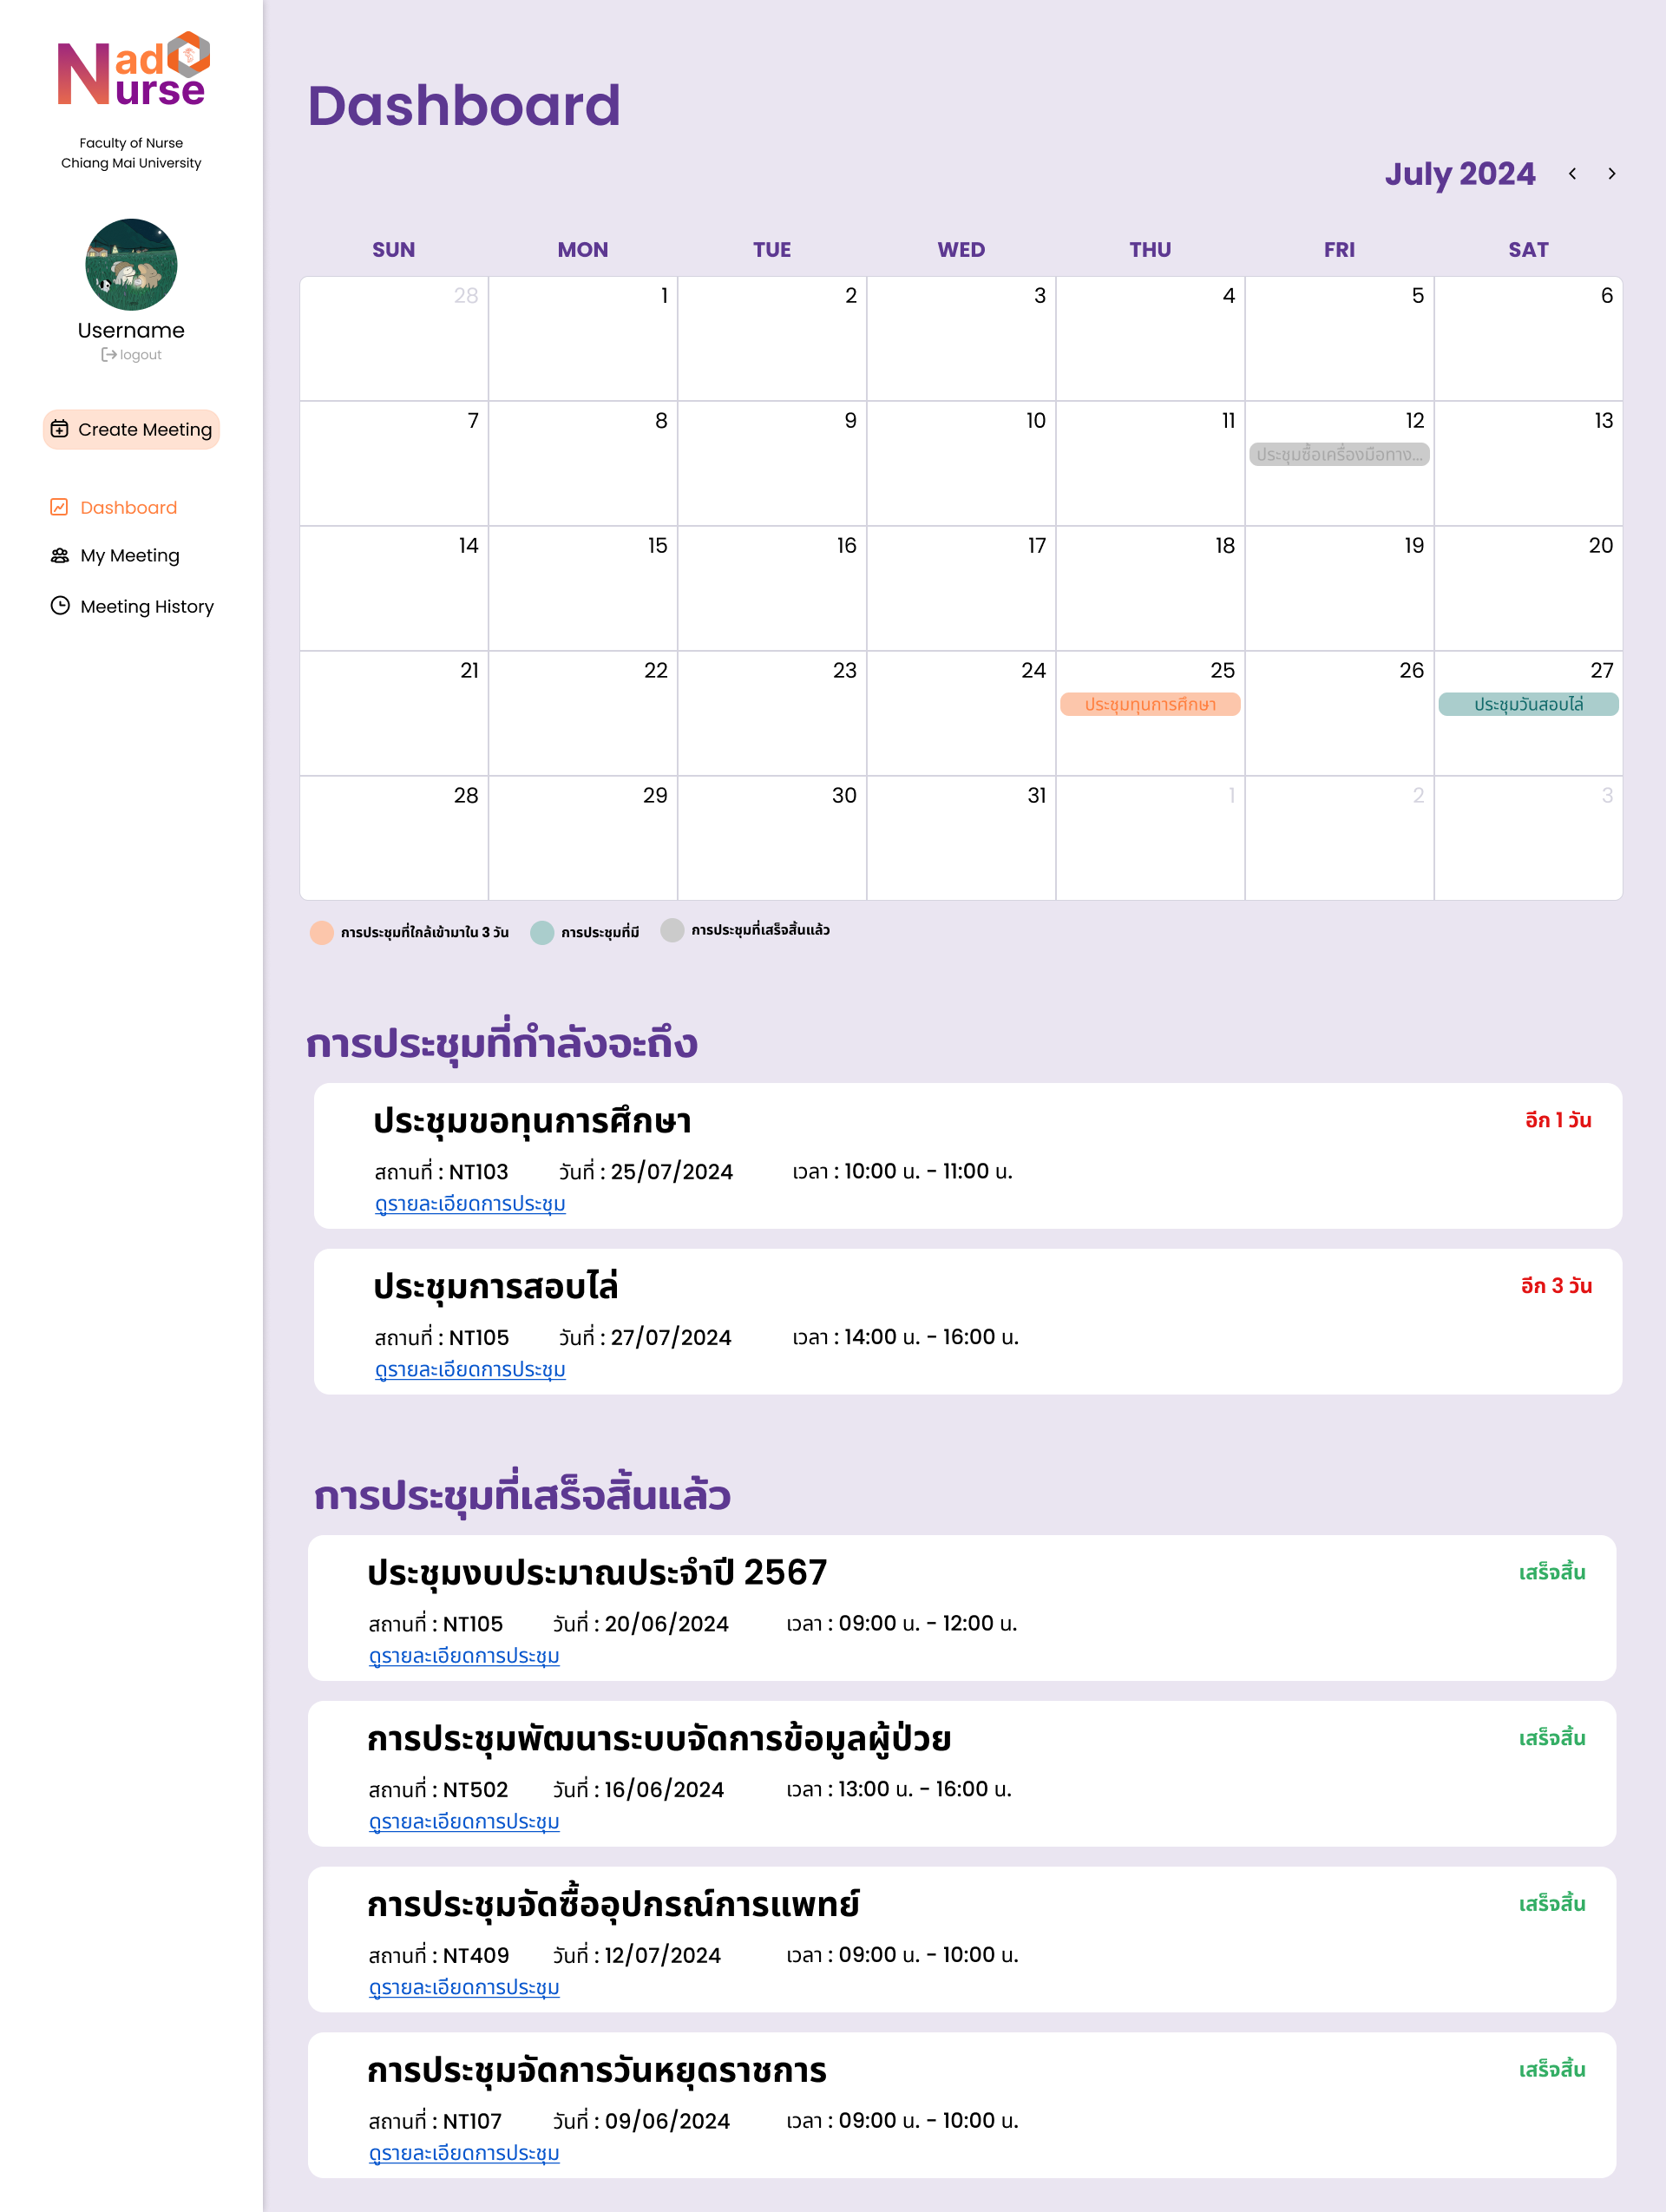 Nad
Nurse
Faculty of Nurse
Chiang Mai University
Username
logout
Create Meeting
Dashboard
My Meeting
Meeting History
Dashboard
July 2024
SUN MON TUE WED THU FRI SAT
28 1 2 3 4 5 6
7 8 9 10 11 12 13
ประชุมซื้อเครื่องมือทาง...
14 15 16 17 18 19 20
21 22 23 24 25 26 27
ประชุมทุนการศึกษา ประชุมวันสอบไล่
28 29 30 31 1 2 3
การประชุมที่ใกล้เข้ามาใน 3 วัน การประชุมที่มี การประชุมที่เสร็จสิ้นแล้ว
การประชุมที่กำลังจะถึง
ประชุมขอทุนการศึกษา อีก 1 วัน
สถานที่ : NT103 วันที่ : 25/07/2024 เวลา : 10:00 น. - 11:00 น.
ดูรายละเอียดการประชุม
ประชุมการสอบไล่ อีก 3 วัน
สถานที่ : NT105 วันที่ : 27/07/2024 เวลา : 14:00 น. - 16:00 น.
ดูรายละเอียดการประชุม
การประชุมที่เสร็จสิ้นแล้ว
ประชุมงบประมาณประจำปี 2567 เสร็จสิ้น
สถานที่ : NT105 วันที่ : 20/06/2024 เวลา : 09:00 น. - 12:00 น.
ดูรายละเอียดการประชุม
การประชุมพัฒนาระบบจัดการข้อมูลผู้ป่วย เสร็จสิ้น
สถานที่ : NT502 วันที่ : 16/06/2024 เวลา : 13:00 น. - 16:00 น.
ดูรายละเอียดการประชุม
การประชุมจัดซื้ออุปกรณ์การแพทย์ เสร็จสิ้น
สถานที่ : NT409 วันที่ : 12/07/2024 เวลา : 09:00 น. - 10:00 น.
ดูรายละเอียดการประชุม
การประชุมจัดการวันหยุดราชการ เสร็จสิ้น
สถานที่ : NT107 วันที่ : 09/06/2024 เวลา : 09:00 น. - 10:00 น.
ดูรายละเอียดการประชุม